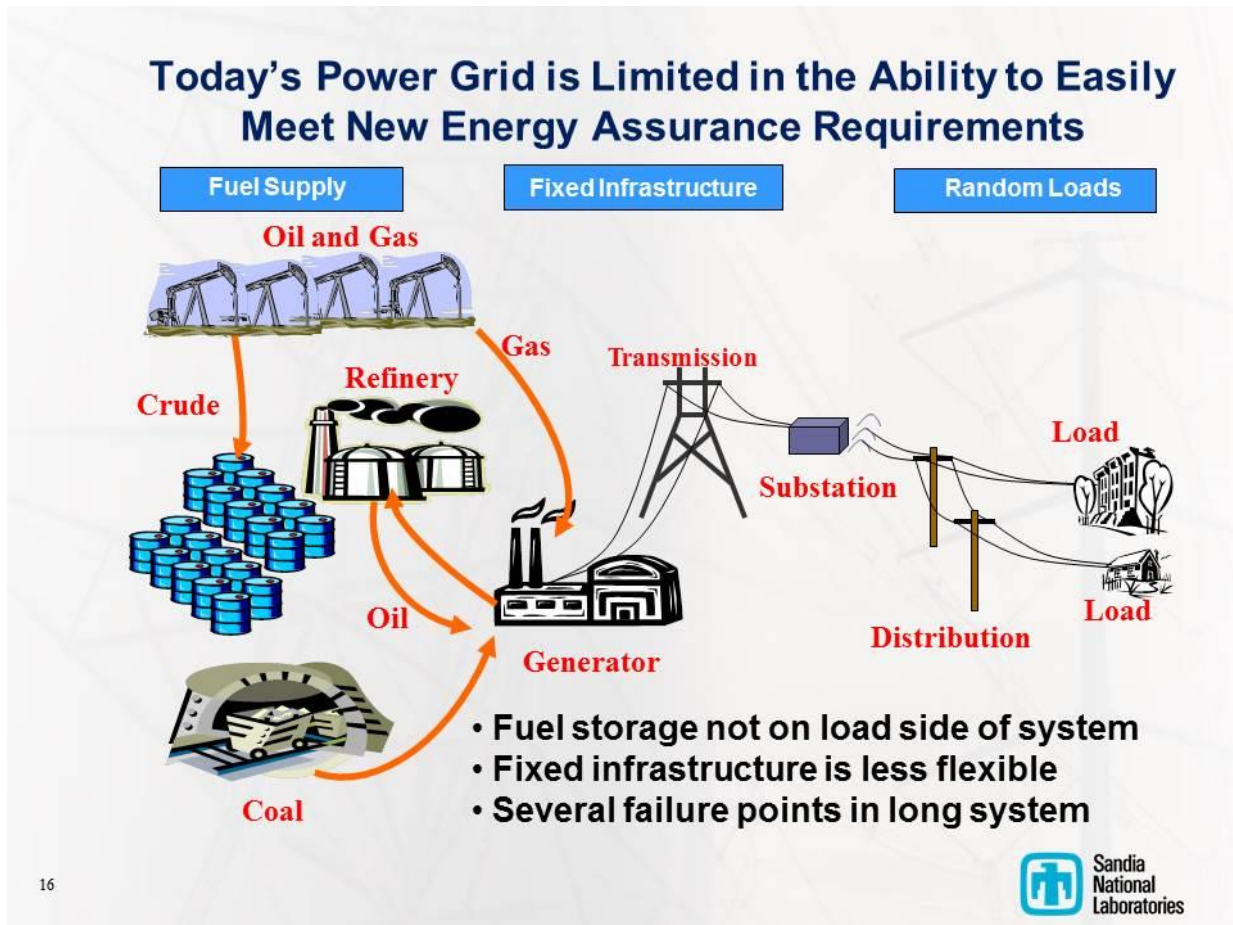 Today's Power Grid is Limited in the Ability to Easily
Meet New Energy Assurance Requirements
Fuel Supply
Fixed Infrastructure
Random Loads
Oil and Gas
Gas
Transmission
Refinery
Crude
Load
Substation
Oil
Load
Distribution
Generator
• Fuel storage not on load side of system
• Fixed infrastructure is less flexible
• Several failure points in long system
Coal
Sandia
National
Laboratories
16